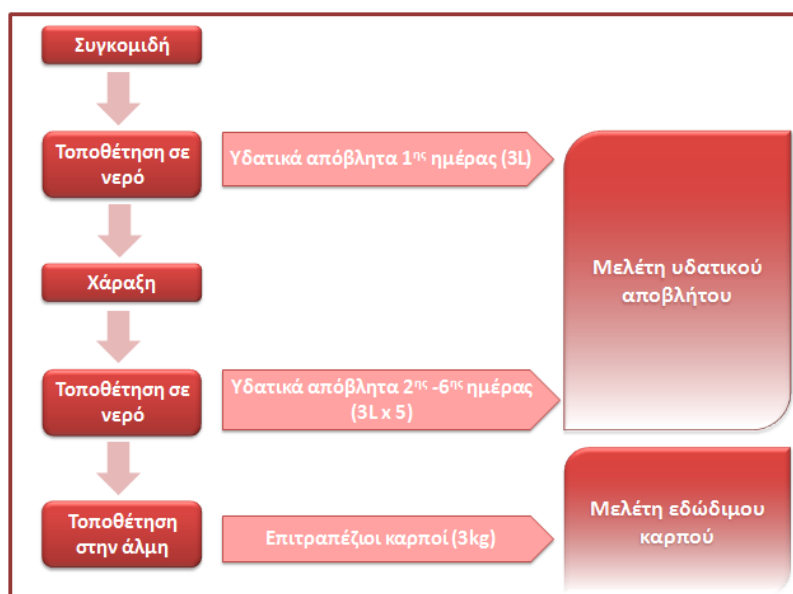 Συγκομιδή
Τοποθέτηση σε
νερό
Υδατικά απόβλητα 1ης ημέρας (3L)
Χάραξη
Μελέτη υδατικού
αποβλήτου
Τοποθέτηση σε
νερό
Υδατικά απόβλητα 2ης -6ης ημέρας
(3L x 5)
Τοποθέτηση
στην άλμη
Επιτραπέζιοι καρποί (3kg)
Μελέτη εδώδιμου
καρπού